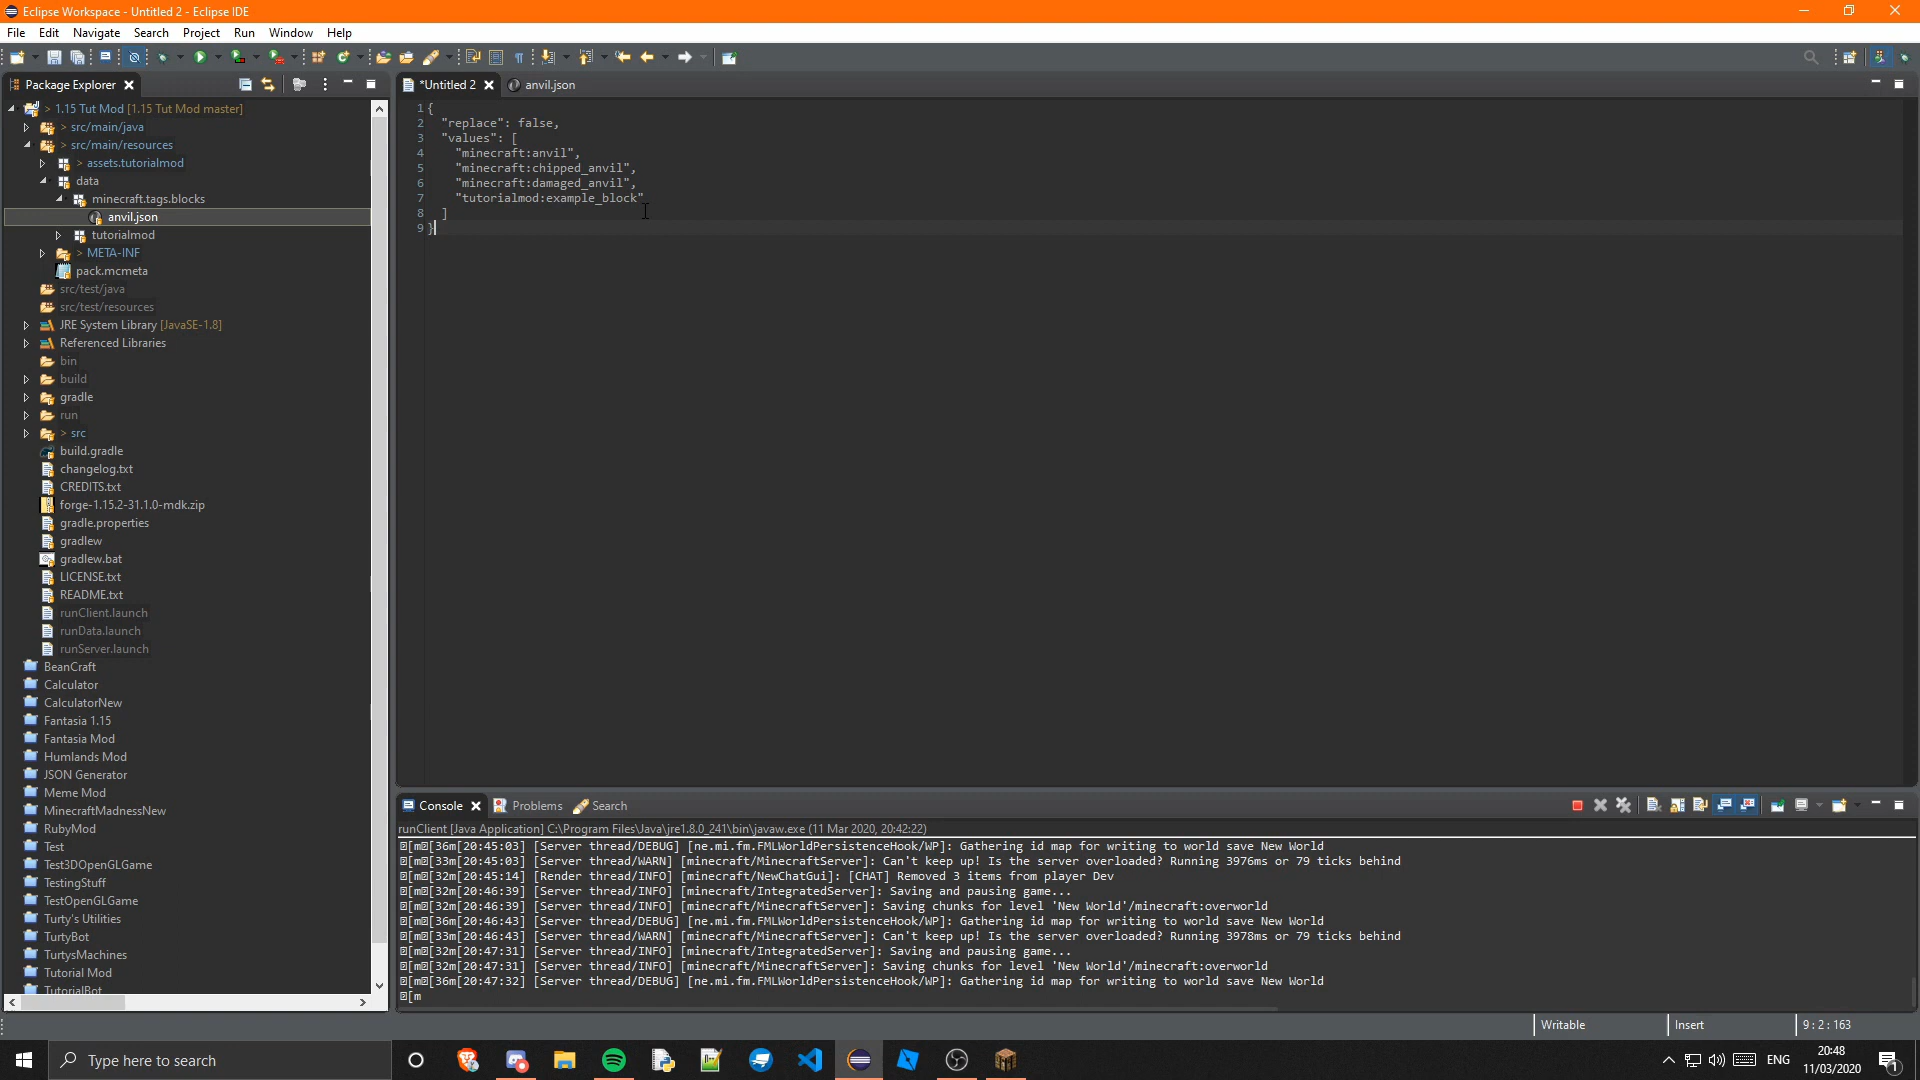 Eclipse Workspace - Untitled 2 - Eclipse IDE
File Edit Navigate Search Project Run Window Help
Package Explorer
> 1.15 Tut Mod [1.15 Tut Mod master]
> src/main/java
> src/main/resources
> assets.tutorialmod
data
minecraft.tags.blocks
anvil.json
tutorialmod
> META-INF
pack.mcmeta
src/test/java
src/test/resources
JRE System Library [JavaSE-1.8]
Referenced Libraries
bin
build
gradle
run
> src
build.gradle
changelog.txt
CREDITS.txt
forge-1.15.2-31.1.0-mdk.zip
gradle.properties
gradlew
gradlew.bat
LICENSE.txt
README.txt
runClient.launch
runData.launch
runServer.launch
BeanCraft
Calculator
CalculatorNew
Fantasia 1.15
Fantasia Mod
Humlands Mod
JSON Generator
Meme Mod
MinecraftMadnessNew
RubyMod
Test
Test3DOpenGLGame
TestingStuff
TestOpenGLGame
Turty's Utilities
TurtyBot
TurtysMachines
Tutorial Mod
TutorialBot
*Untitled 2 anvil.json
1 {
2 "replace": false,
3 "values": [
4 "minecraft:anvil",
5 "minecraft:chipped_anvil",
6 "minecraft:damaged_anvil",
7 "tutorialmod:example_block"
8 ]
9 }
Console Problems Search
runClient [Java Application] C:\Program Files\Java\jre1.8.0_241\bin\javaw.exe (11 Mar 2020, 20:42:22)
[m[36m[20:45:03] [Server thread/DEBUG] [ne.mi.fm.FMLWorldPersistenceHook/WP]: Gathering id map for writing to world save New World
[m[33m[20:45:03] [Server thread/WARN] [minecraft/MinecraftServer]: Can't keep up! Is the server overloaded? Running 3976ms or 79 ticks behind
[m[32m[20:45:14] [Render thread/INFO] [minecraft/NewChatGui]: [CHAT] Removed 3 items from player Dev
[m[32m[20:46:39] [Server thread/INFO] [minecraft/IntegratedServer]: Saving and pausing game...
[m[32m[20:46:39] [Server thread/INFO] [minecraft/MinecraftServer]: Saving chunks for level 'New World'/minecraft:overworld
[m[36m[20:46:43] [Server thread/DEBUG] [ne.mi.fm.FMLWorldPersistenceHook/WP]: Gathering id map for writing to world save New World
[m[33m[20:46:43] [Server thread/WARN] [minecraft/MinecraftServer]: Can't keep up! Is the server overloaded? Running 3978ms or 79 ticks behind
[m[32m[20:47:31] [Server thread/INFO] [minecraft/IntegratedServer]: Saving and pausing game...
[m[32m[20:47:31] [Server thread/INFO] [minecraft/MinecraftServer]: Saving chunks for level 'New World'/minecraft:overworld
[m[36m[20:47:32] [Server thread/DEBUG] [ne.mi.fm.FMLWorldPersistenceHook/WP]: Gathering id map for writing to world save New World
[m
Writable Insert 9 : 2 : 163
Type here to search
ENG
20:48
11/03/2020
1